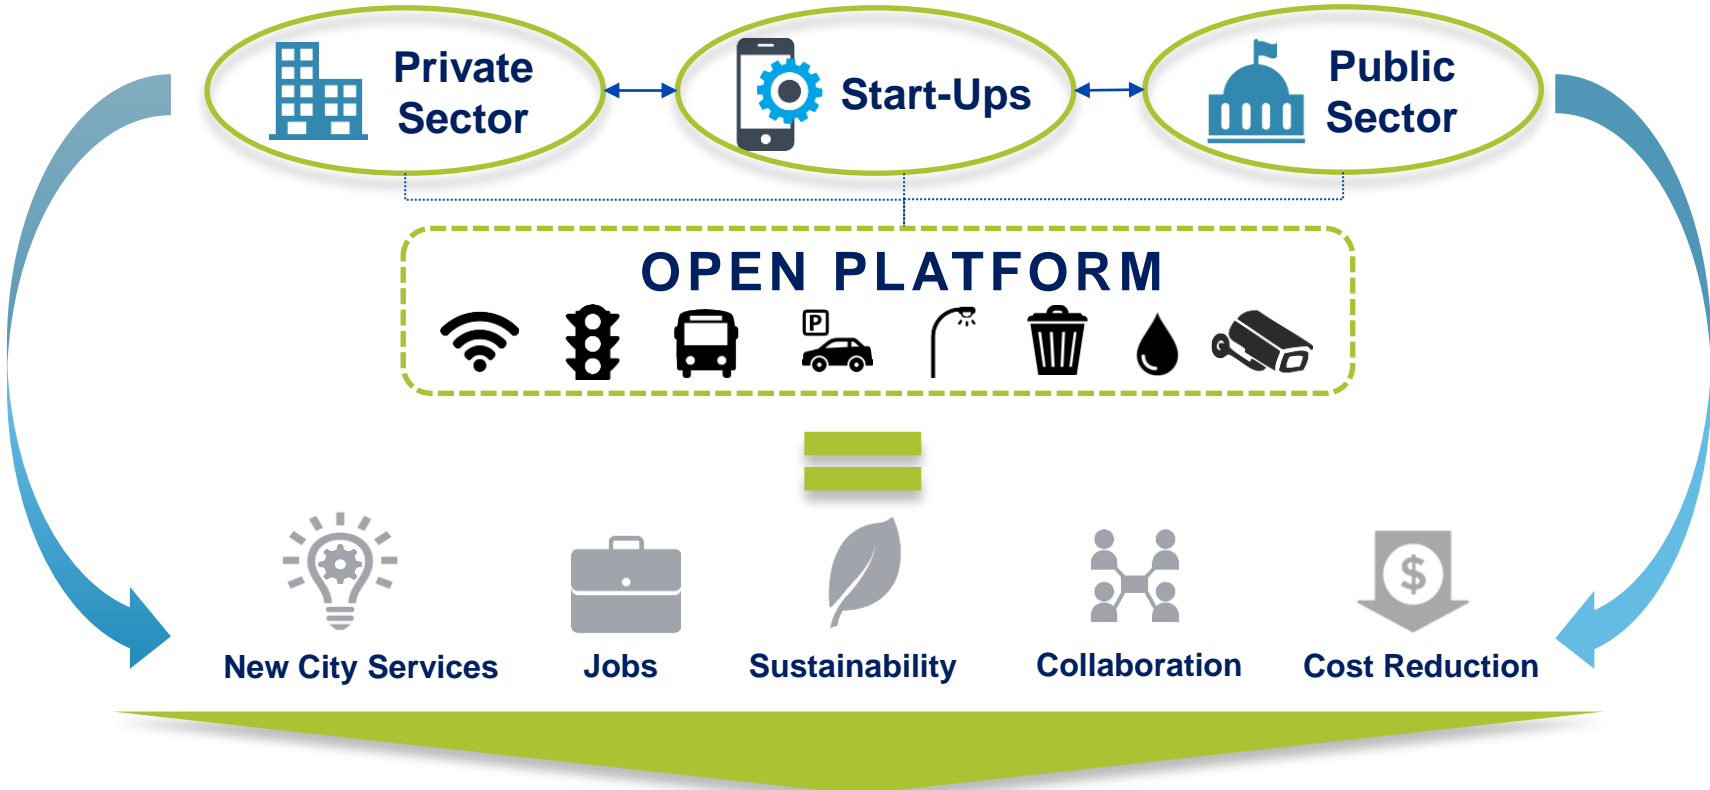 Private
Sector
Start-Ups
Public
Sector
OPEN PLATFORM
P
$
New City Services
Jobs
Sustainability
Collaboration
Cost Reduction